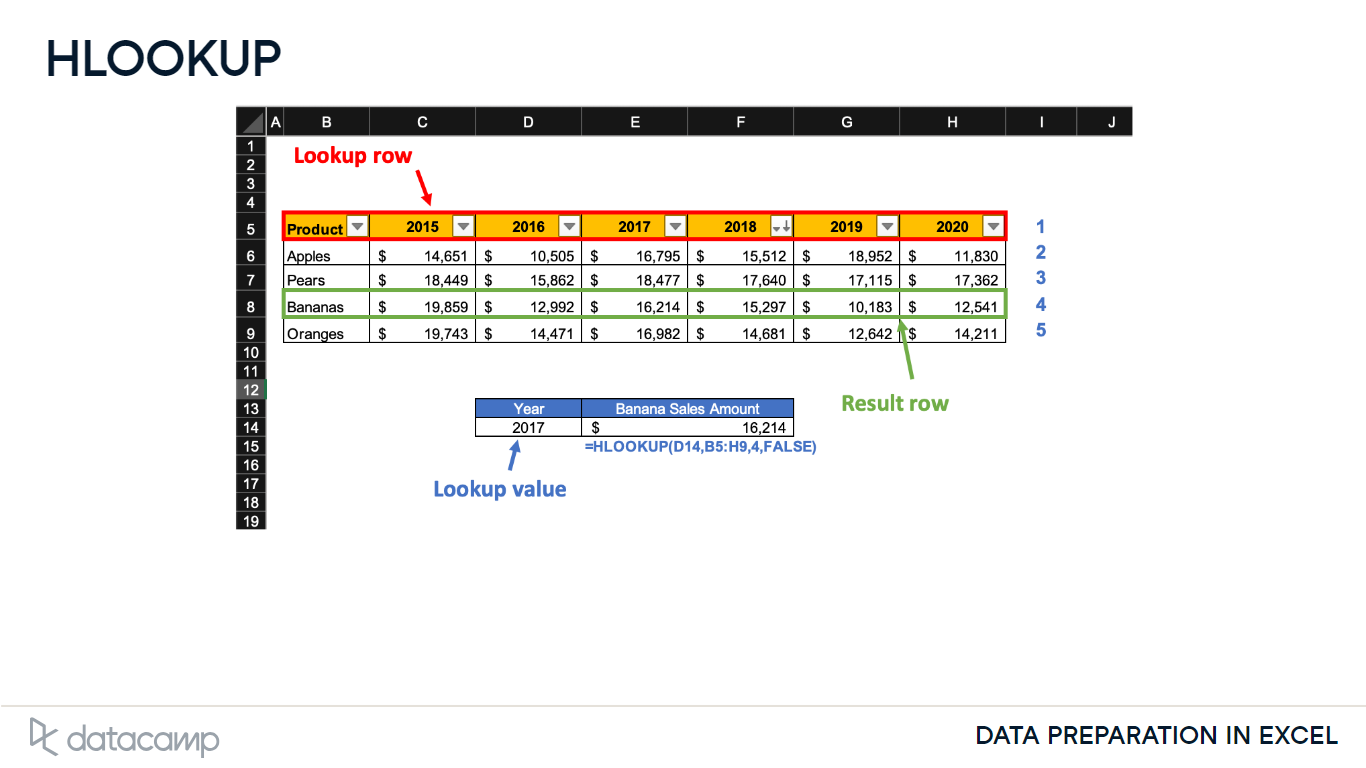 HLOOKUP
A B C D E F G H I J
1
Lookup row
2
3
4
5 Product 2015 2016 2017 2018 2019 2020 1
6 Apples $ 14,651 $ 10,505 $ 16,795 $ 15,512 $ 18,952 $ 11,830 2
7 Pears $ 18,449 $ 15,862 $ 18,477 $ 17,640 $ 17,115 $ 17,362 3
8 Bananas $ 19,859 $ 12,992 $ 16,214 $ 15,297 $ 10,183 $ 12,541 4
9 Oranges $ 19,743 $ 14,471 $ 16,982 $ 14,681 $ 12,642 $ 14,211 5
10
11
12
Result row
13 Year Banana Sales Amount
14 2017 $ 16,214
15 =HLOOKUP(D14,B5:H9,4,FALSE)
16
17
Lookup value
18
19
datacamp
DATA PREPARATION IN EXCEL